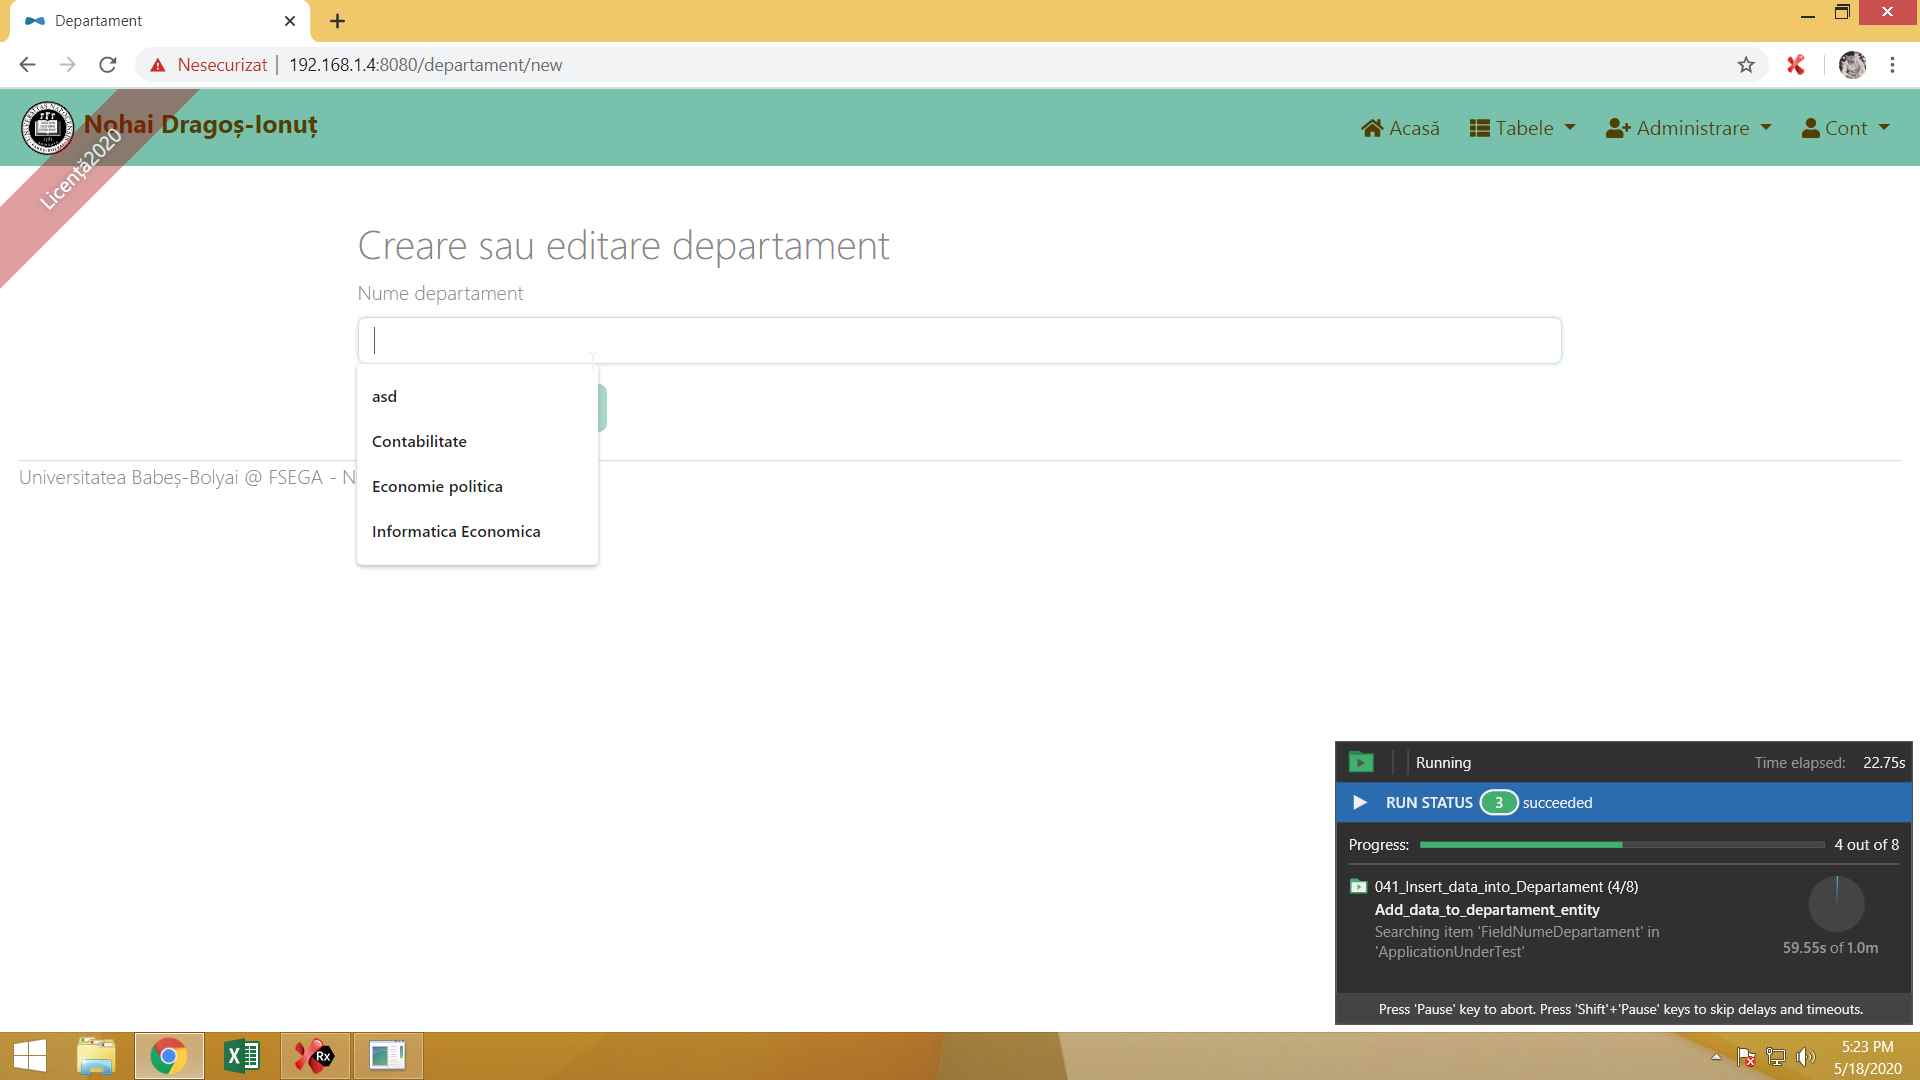 Departament
Nesecurizat
192.168.1.4:8080/departament/new
Nohai Dragoș-Ionuț
Acasă
Tabele
Administrare
Cont
Licență2020
Creare sau editare departament
Nume departament
asd
Contabilitate
Economie politica
Informatica Economica
Universitatea Babeș-Bolyai @ FSEGA - N
Running
Time elapsed: 22.75s
RUN STATUS 3 succeeded
Progress: 4 out of 8
041_Insert_data_into_Departament (4/8)
Add_data_to_departament_entity
Searching item 'FieldNumeDepartament' in
'ApplicationUnderTest'
59.55s of 1.0m
Press 'Pause' key to abort. Press 'Shift'+'Pause' keys to skip delays and timeouts.
Rx
5:23 PM
5/18/2020